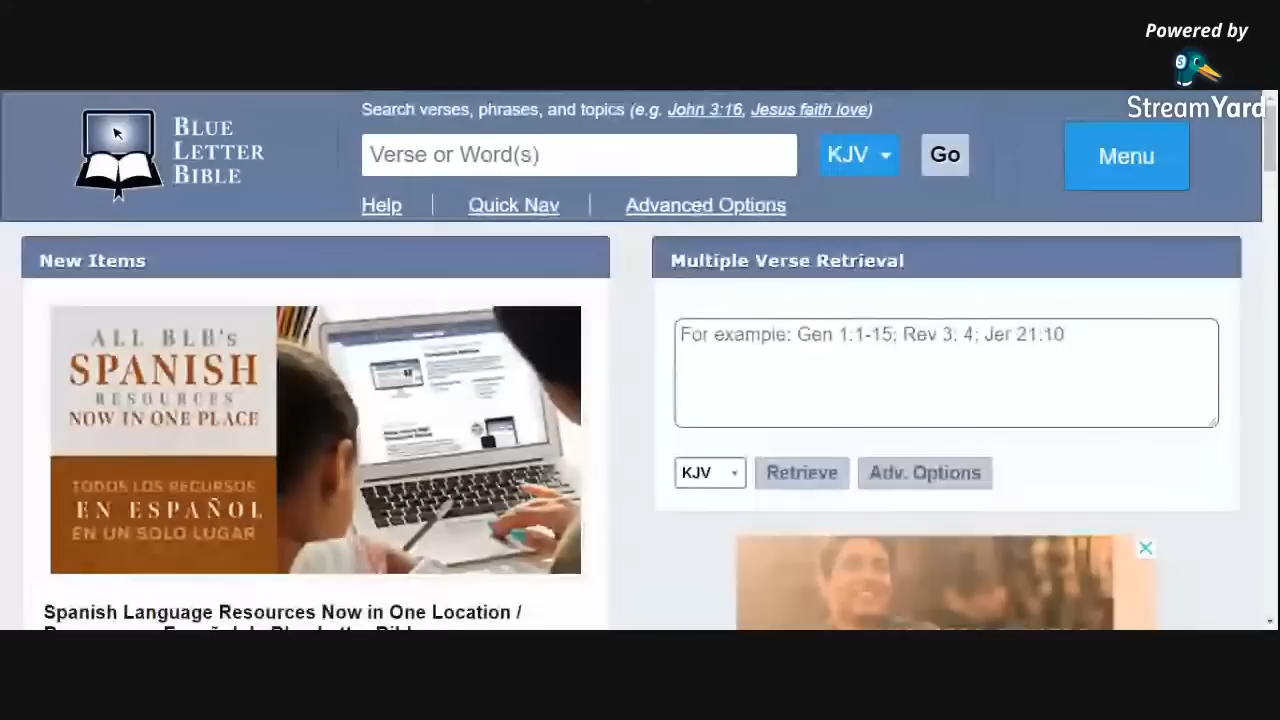 Powered by
StreamYard
Search verses, phrases, and topics (e.g. John 3:16, Jesus faith love)
BLUE
LETTER
BIBLE
Verse or Word(s)
KJV
Go
Menu
Help
Quick Nav
Advanced Options
New Items
Multiple Verse Retrieval
ALL BLB's
SPANISH
RESOURCES
NOW IN ONE PLACE
TODOS LOS RECURSOS
EN ESPAÑOL
EN UN SOLO LUGAR
For example: Gen 1:1-15; Rev 3; 4; Jer 21:10
KJV
Retrieve
Adv. Options
Spanish Language Resources Now in One Location /